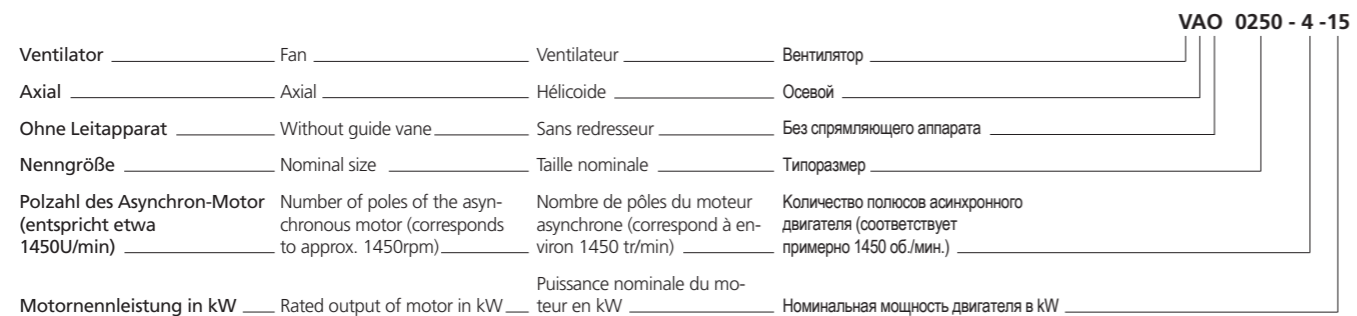 VAO 0250 - 4 -15
Ventilator Fan Ventilateur Вентилятор
Axial Axial Hélicoide Осевой
Ohne Leitapparat Without guide vane Sans redresseur Без спрямляющего аппарата
Nenngröße Nominal size Taille nominale Типоразмер
Polzahl des Asynchron-Motor
(entspricht etwa
1450U/min)
Number of poles of the asyn-
chronous motor (corresponds
to approx. 1450rpm)
Nombre de pôles du moteur
asynchrone (correspond à en-
viron 1450 tr/min)
Количество полюсов асинхронного
двигателя (соответствует
примерно 1450 об./мин.)
Motornennleistung in kW
Rated output of motor in kW
Puissance nominale du mo-
teur en kW
Номинальная мощность двигателя в kW